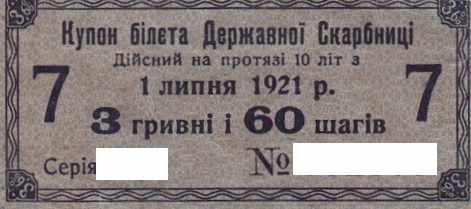 Купон білета Державної Скарбниці
Дійсний на протязі 10 літ з
7 1 липня 1921 р. 7
3 гривні і 60 шагів
Серія №